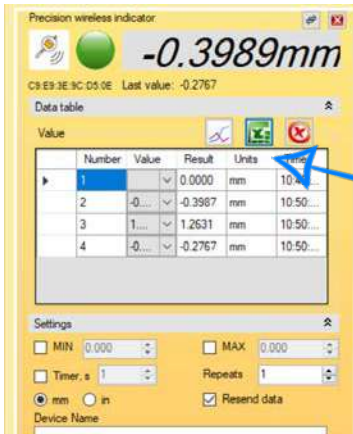 Precision wireless indicator
-0.3989mm
C9:E9:3E:9C:D5:0E Last value: -0.2767
Data table
Value
Number Value Result Units
1 0.0000 mm 10:4...
2 -0.... -0.3987 mm 10:50:...
3 1.... 1.2631 mm 10:50:...
4 -0.... -0.2767 mm 10:50:...
Settings
MIN 0.000 MAX 0.000
Timer, s 1 Repeats 1
mm in Resend data
Device Name